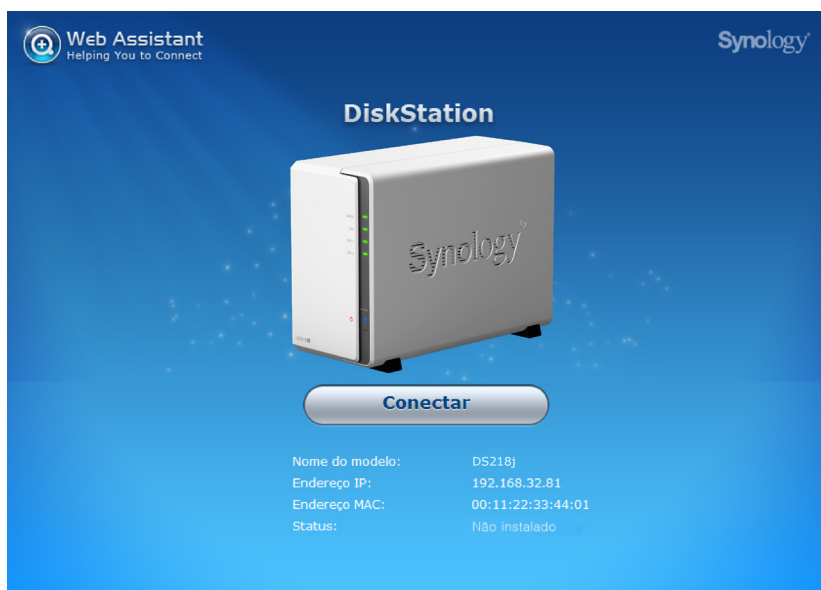 Web Assistant
Helping You to Connect
Synology
DiskStation
Synology
Conectar
Nome do modelo: DS218j
Endereço IP: 192.168.32.81
Endereço MAC: 00:11:22:33:44:01
Status: Não instalado